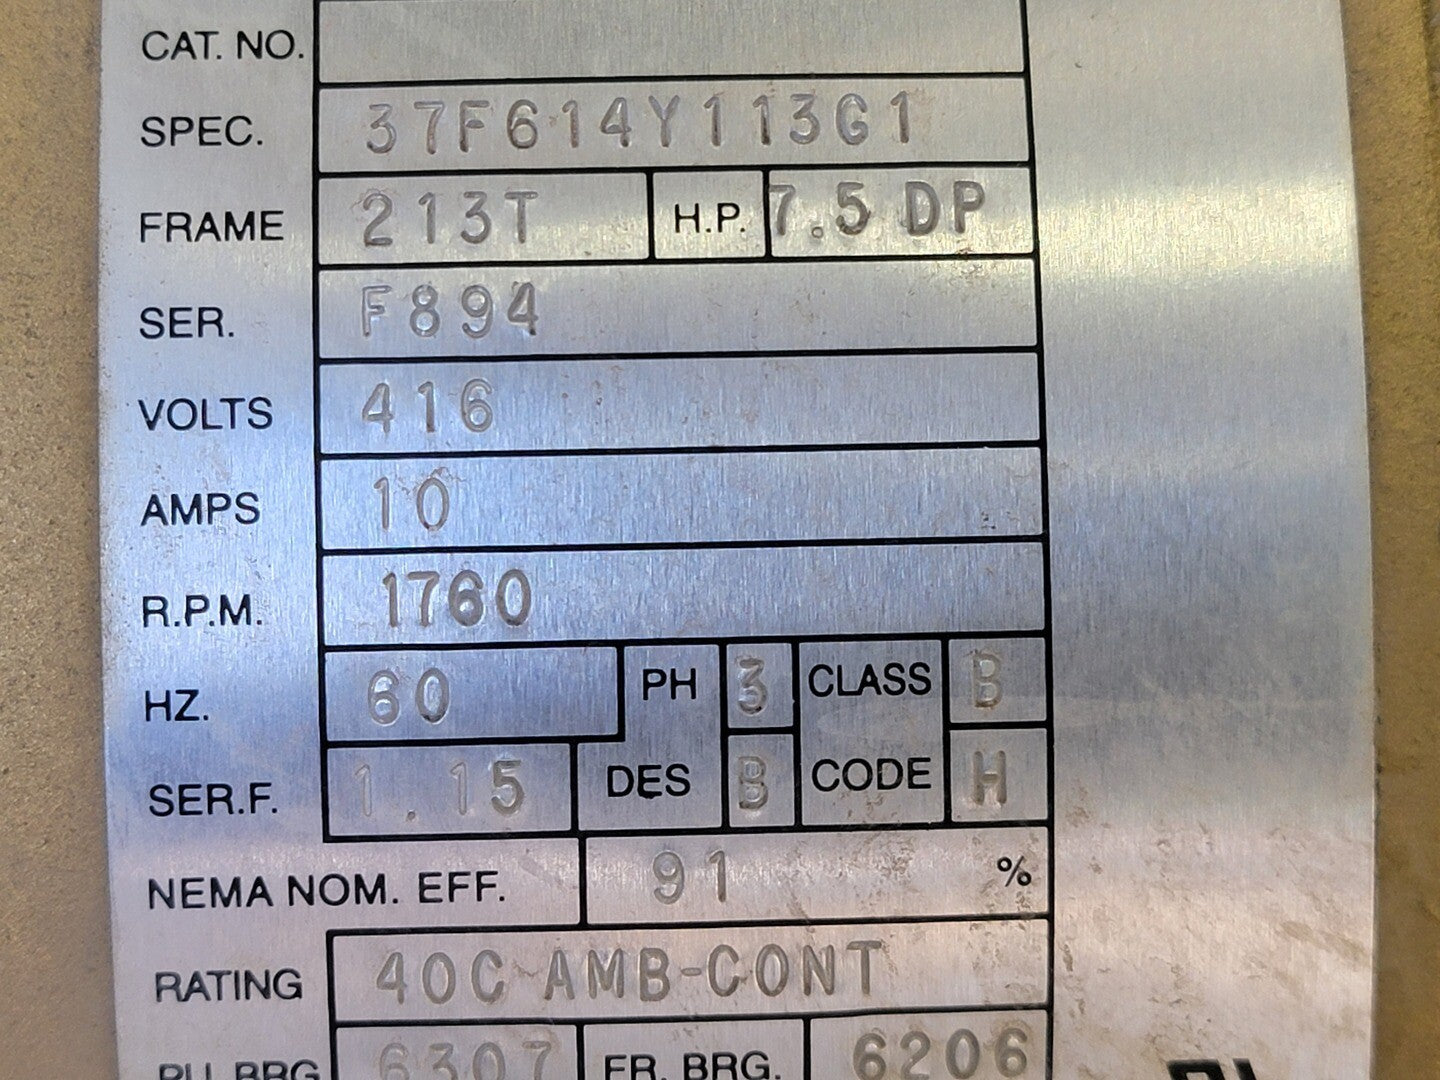 CAT. NO.
SPEC. 37F614Y113G1
FRAME 213T H.P. 7.5 DP
SER. F894
VOLTS 416
AMPS 10
R.P.M. 1760
HZ. 60 PH 3 CLASS B
SER.F. 1.15 DES B CODE H
NEMA NOM. EFF. 91 %
RATING 40C AMB-CONT
PU BRG 6307 FR. BRG. 6206